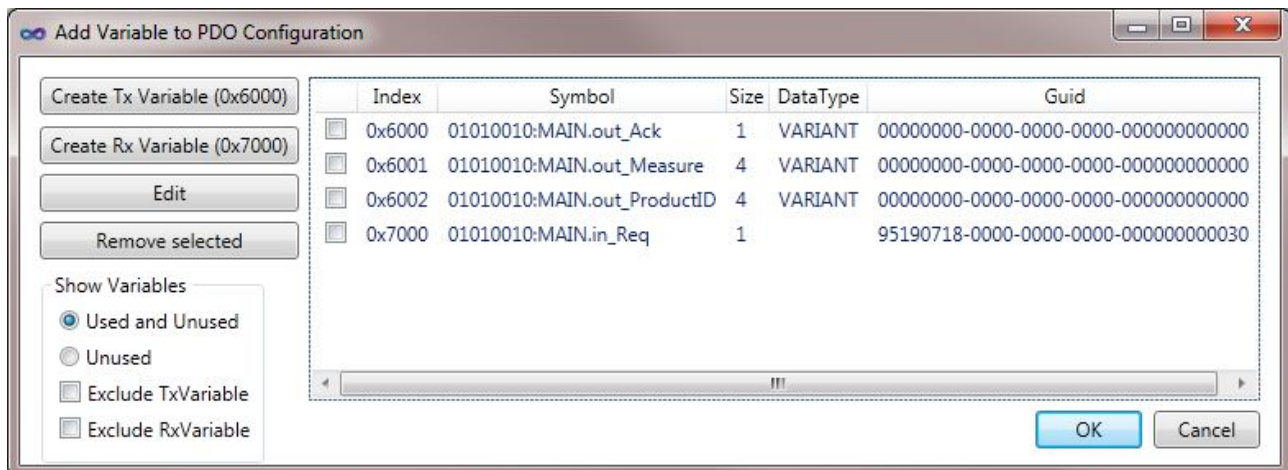 Add Variable to PDO Configuration
Create Tx Variable (0x6000)
Create Rx Variable (0x7000)
Edit
Remove selected
Show Variables
Used and Unused
Unused
Exclude TxVariable
Exclude RxVariable
Index Symbol Size DataType Guid
0x6000 01010010:MAIN.out_Ack 1 VARIANT 00000000-0000-0000-0000-000000000000
0x6001 01010010:MAIN.out_Measure 4 VARIANT 00000000-0000-0000-0000-000000000000
0x6002 01010010:MAIN.out_ProductID 4 VARIANT 00000000-0000-0000-0000-000000000000
0x7000 01010010:MAIN.in_Req 1 95190718-0000-0000-0000-000000000030
OK Cancel